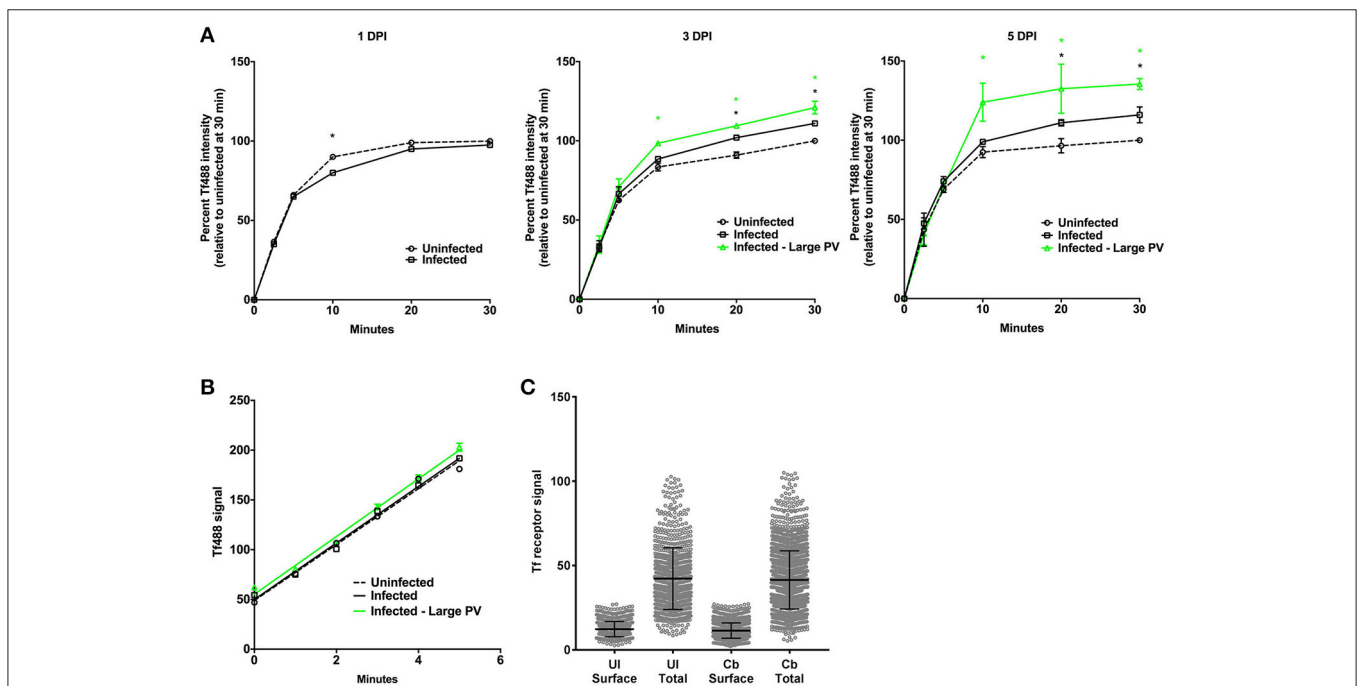 A
1 DPI
Percent Tf488 intensity
(relative to uninfected at 30 min)
150
100
50
0
*
Uninfected
Infected
0 10 20 30
Minutes
3 DPI
Percent Tf488 intensity
(relative to uninfected at 30 min)
150
100
50
0
* * *
* *
Uninfected
Infected
Infected - Large PV
0 10 20 30
Minutes
5 DPI
Percent Tf488 intensity
(relative to uninfected at 30 min)
150
100
50
0
* * *
* *
Uninfected
Infected
Infected - Large PV
0 10 20 30
Minutes
B
Tf488 signal
250
200
150
100
50
0
Uninfected
Infected
Infected - Large PV
0 2 4 6
Minutes
C
Tf receptor signal
150
100
50
0
UI Surface
UI Total
Cb Surface
Cb Total